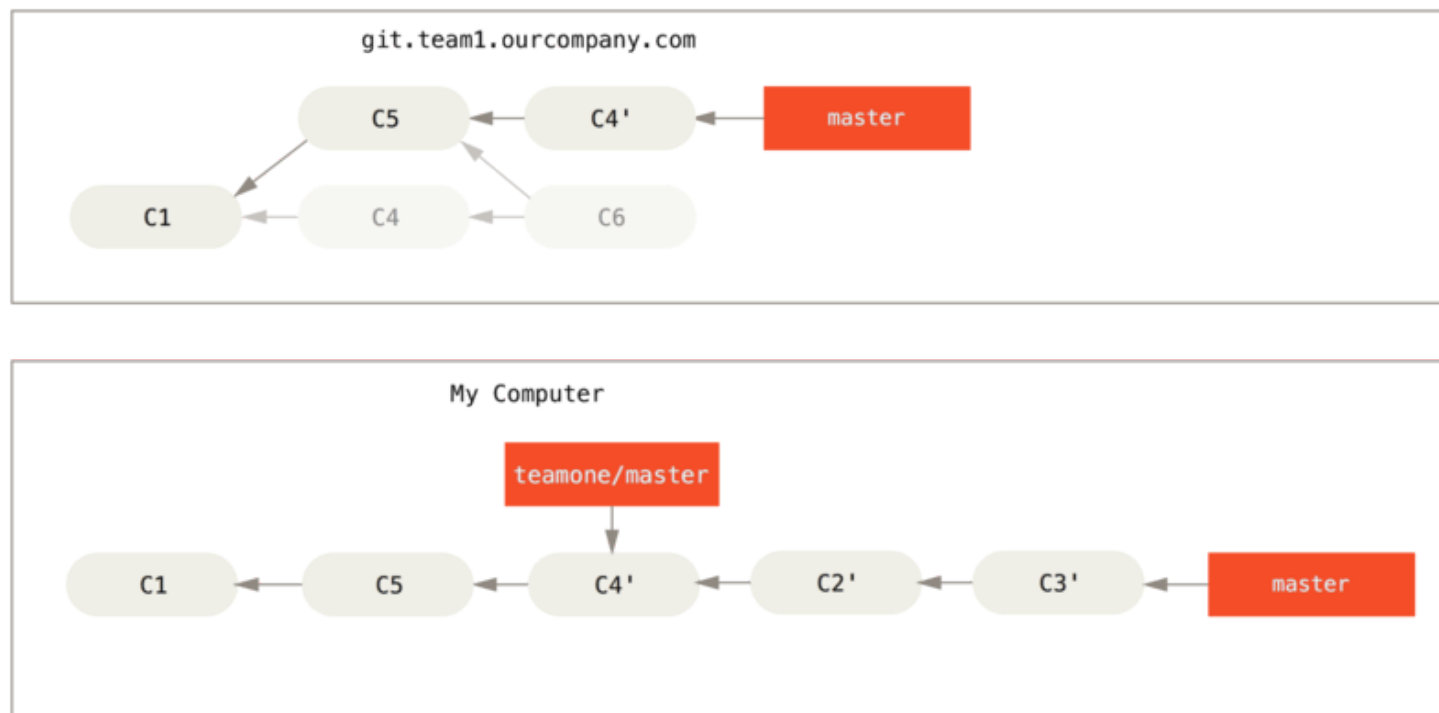 git.team1.ourcompany.com
C5 C4' master
C1 C4 C6
My Computer
teamone/master
C1 C5 C4' C2' C3' master